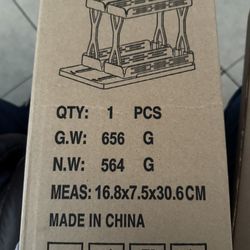 QTY: 1 PCS
G.W: 656 G
N.W: 564 G
MEAS: 16.8x7.5x30.6CM
MADE IN CHINA